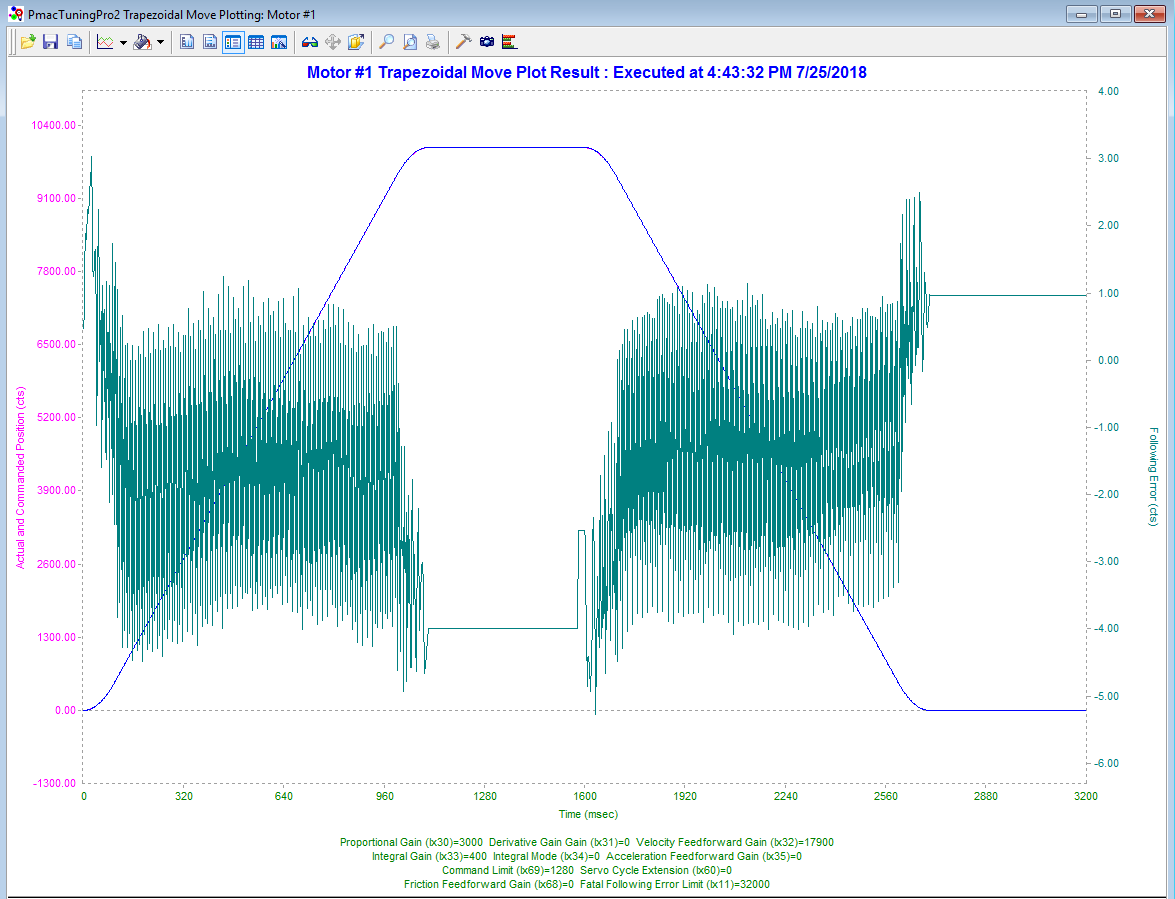 PmacTuningPro2 Trapezoidal Move Plotting: Motor #1
Motor #1 Trapezoidal Move Plot Result : Executed at 4:43:32 PM 7/25/2018
Actual and Commanded Position (cts)
10400.00
9100.00
7800.00
6500.00
5200.00
3900.00
2600.00
1300.00
0.00
-1300.00
4.00
3.00
2.00
1.00
0.00
-1.00
-2.00
-3.00
-4.00
-5.00
-6.00
Following Error (cts)
0 320 640 960 1280 1600 1920 2240 2560 2880 3200
Time (msec)
Proportional Gain (Ix30)=3000 Derivative Gain Gain (Ix31)=0 Velocity Feedforward Gain (Ix32)=17900
Integral Gain (Ix33)=400 Integral Mode (Ix34)=0 Acceleration Feedforward Gain (Ix35)=0
Command Limit (Ix69)=1280 Servo Cycle Extension (Ix60)=0
Friction Feedforward Gain (Ix68)=0 Fatal Following Error Limit (Ix11)=32000